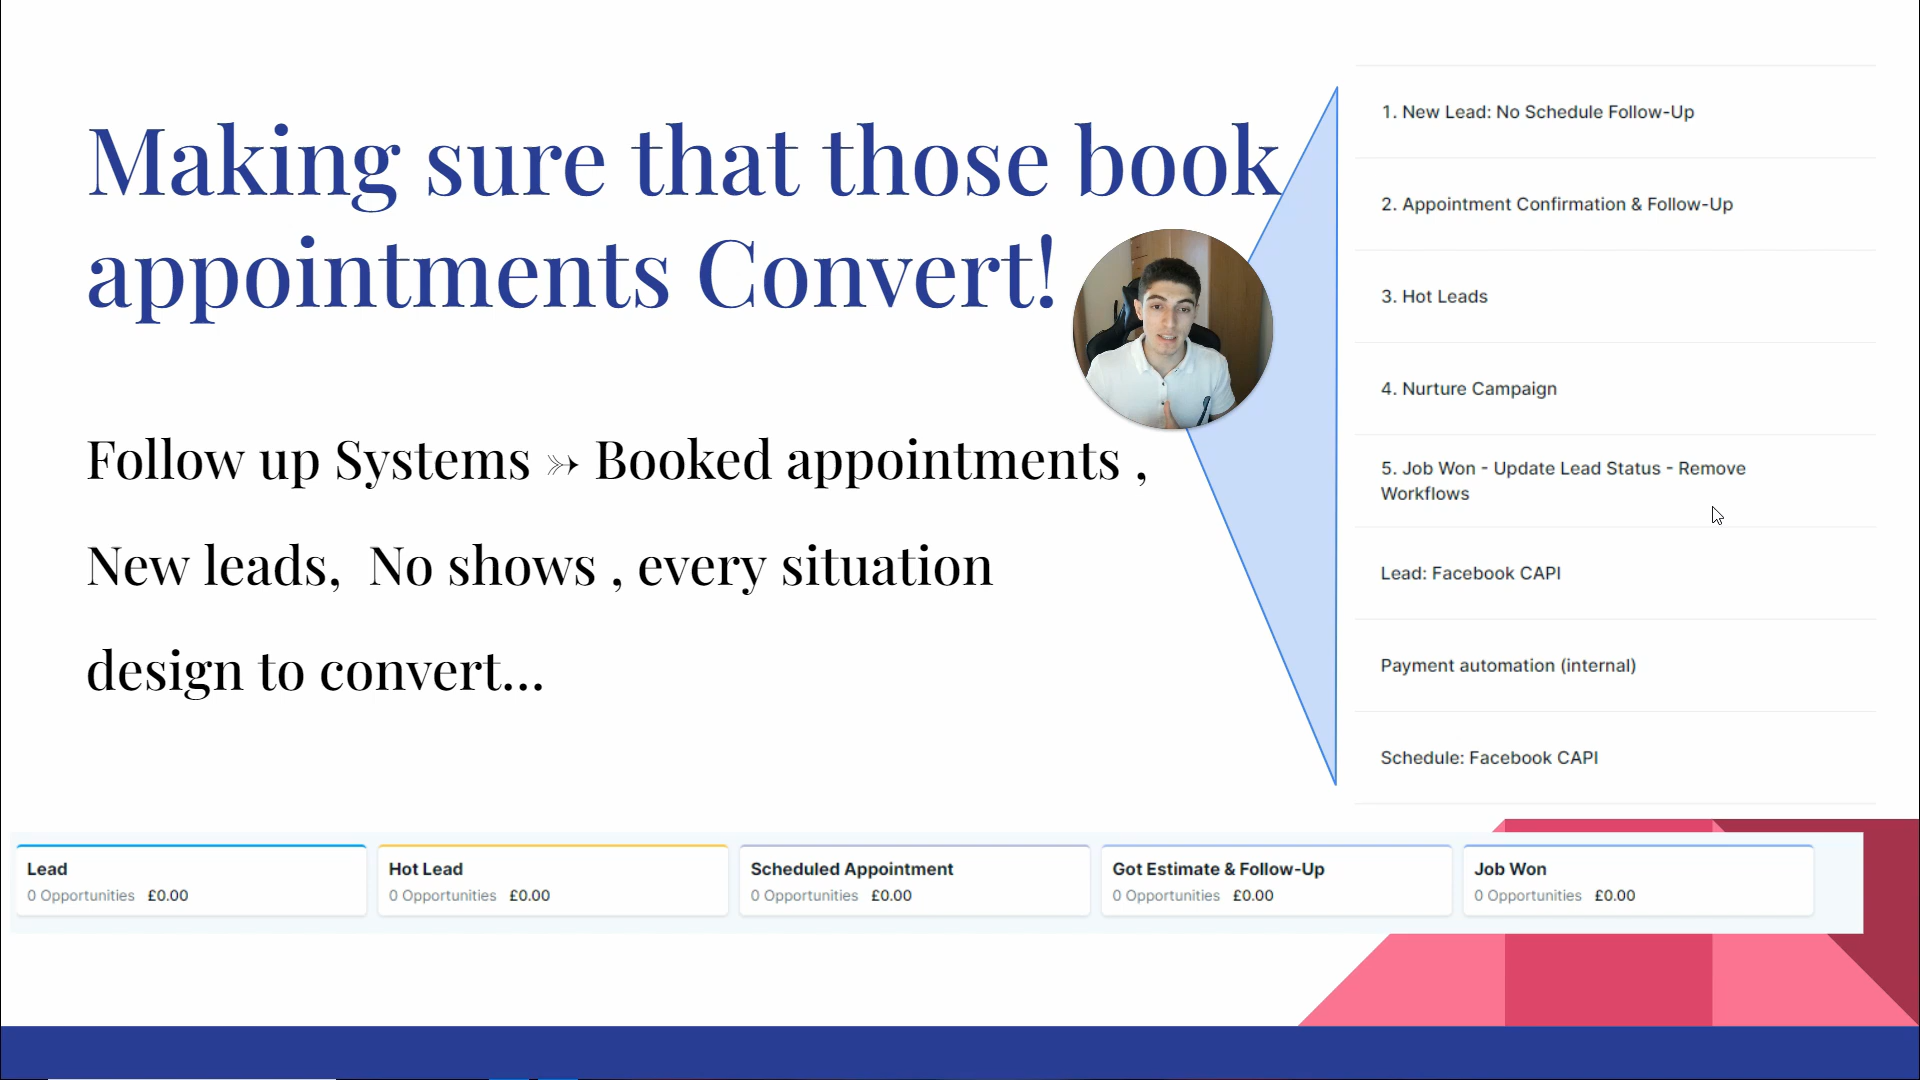 Making sure that those book
appointments Convert!
Follow up Systems ⤖ Booked appointments ,
New leads,  No shows , every situation
design to convert...
1. New Lead: No Schedule Follow-Up
2. Appointment Confirmation & Follow-Up
3. Hot Leads
4. Nurture Campaign
5. Job Won - Update Lead Status - Remove
Workflows
Lead: Facebook CAPI
Payment automation (internal)
Schedule: Facebook CAPI
Lead
0 Opportunities £0.00
Hot Lead
0 Opportunities £0.00
Scheduled Appointment
0 Opportunities £0.00
Got Estimate & Follow-Up
0 Opportunities £0.00
Job Won
0 Opportunities £0.00